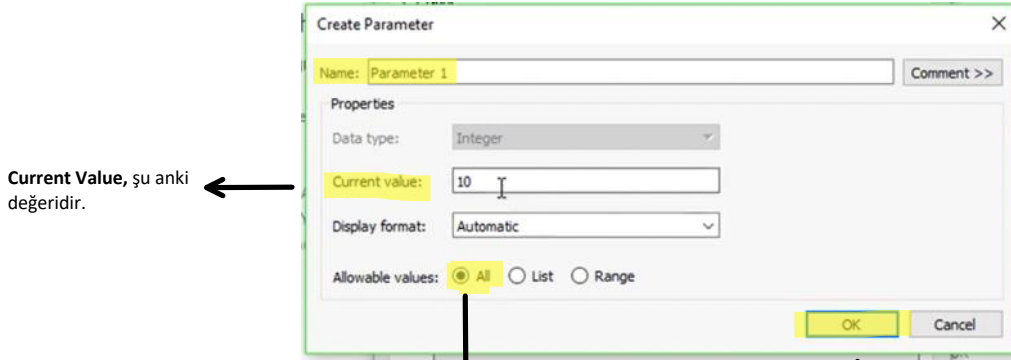 Create Parameter
Name: Parameter 1 Comment >>
Properties
Data type: Integer
Current Value, şu anki
değeridir.
Current value: 10
Display format: Automatic
Allowable values: All List Range
OK Cancel